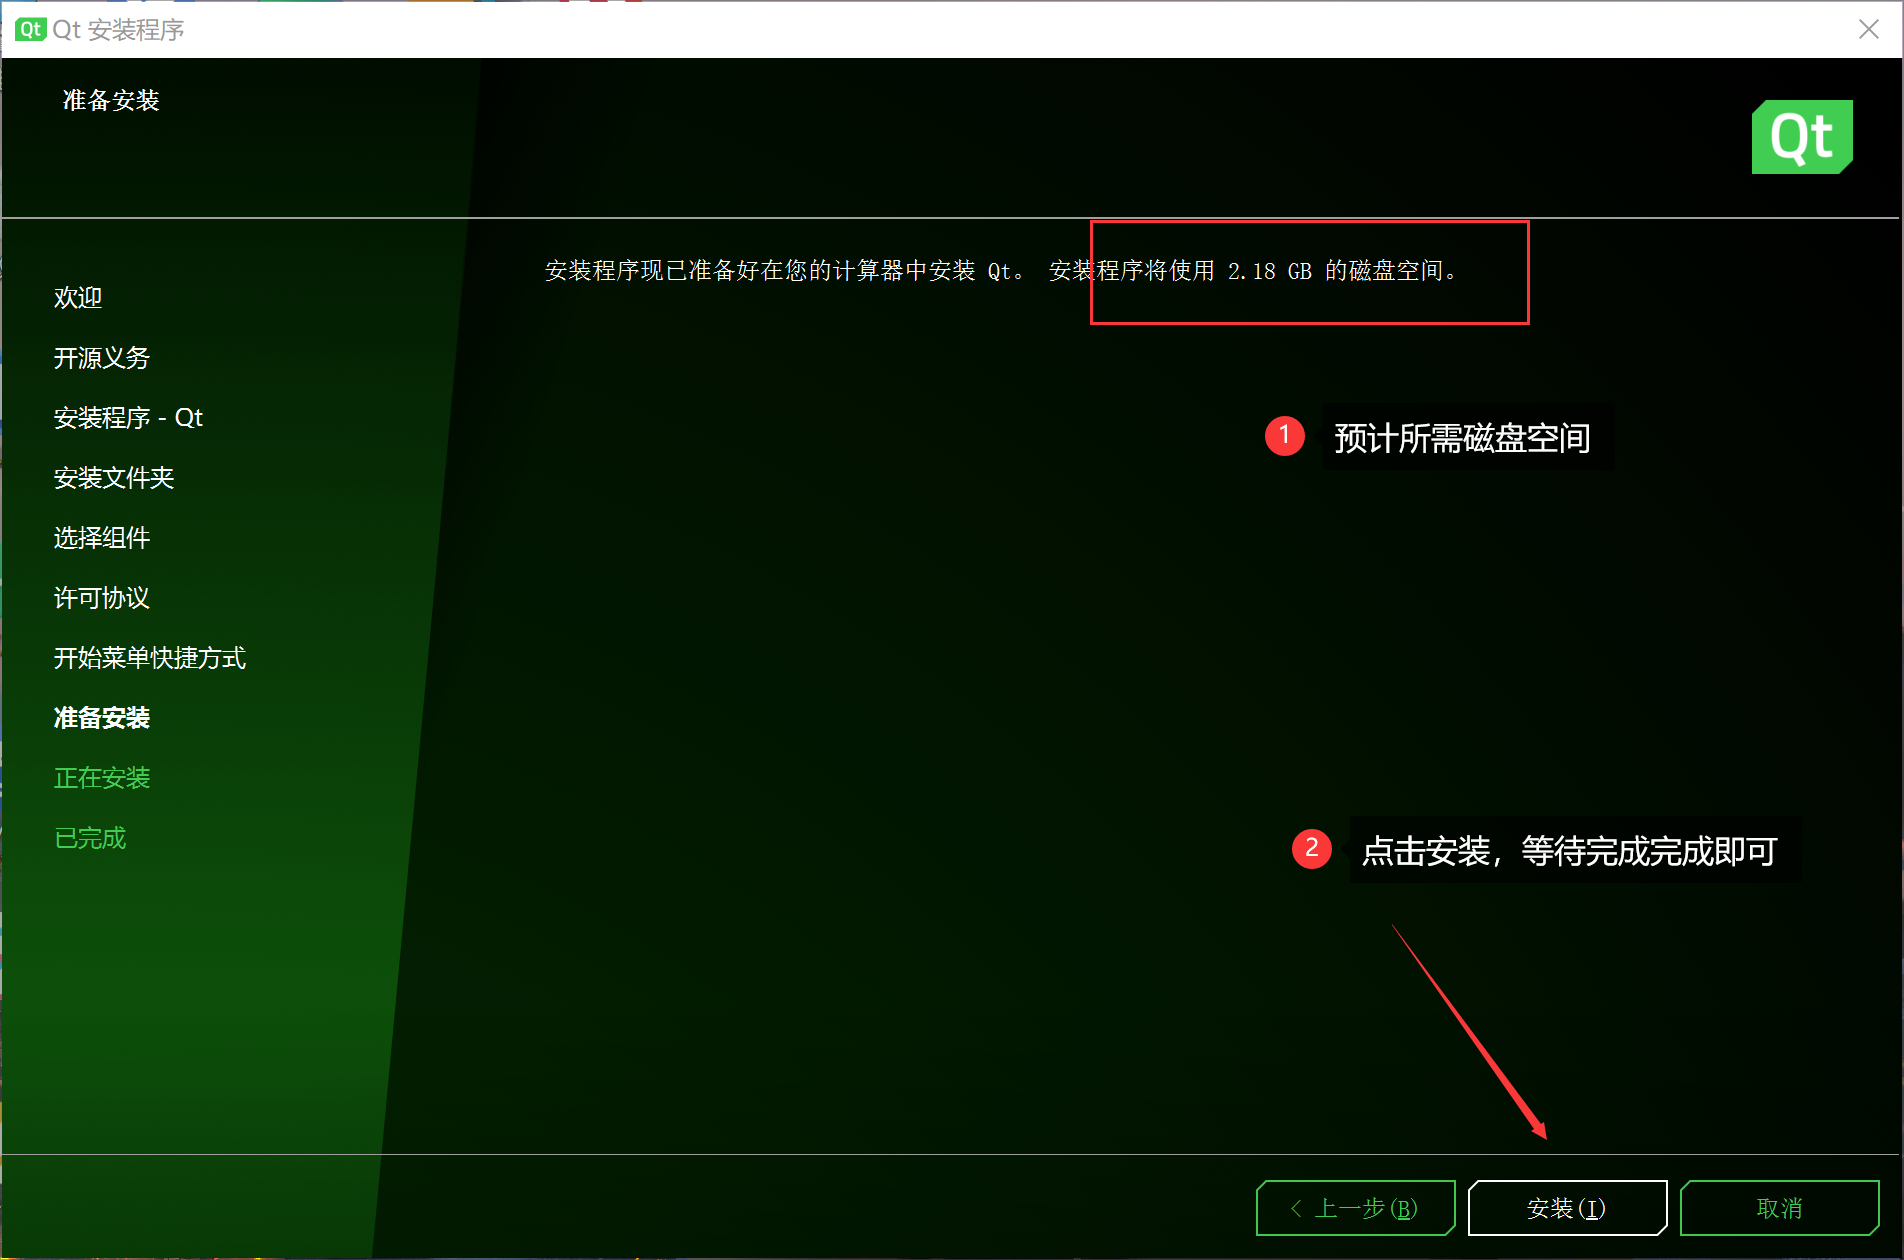 Qt Qt 安装程序
准备安装
Qt
安装程序现已准备好在您的计算器中安装 Qt。 安装程序将使用 2.18 GB 的磁盘空间。
欢迎
开源义务
安装程序 - Qt
安装文件夹
选择组件
许可协议
开始菜单快捷方式
准备安装
正在安装
已完成
1 预计所需磁盘空间
2 点击安装，等待完成完成即可
< 上一步(B) 安装(I) 取消